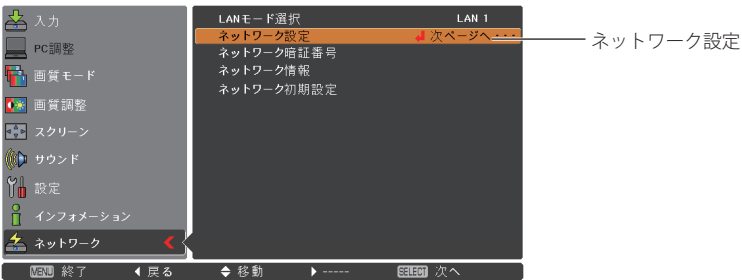 入力
PC調整
画質モード
画質調整
スクリーン
サウンド
設定
インフォメーション
ネットワーク
LANモード選択 LAN 1
ネットワーク設定 次ページへ・・・
ネットワーク暗証番号
ネットワーク情報
ネットワーク初期設定
ネットワーク設定
MENU 終了 戻る 移動 ----- SELECT 次へ